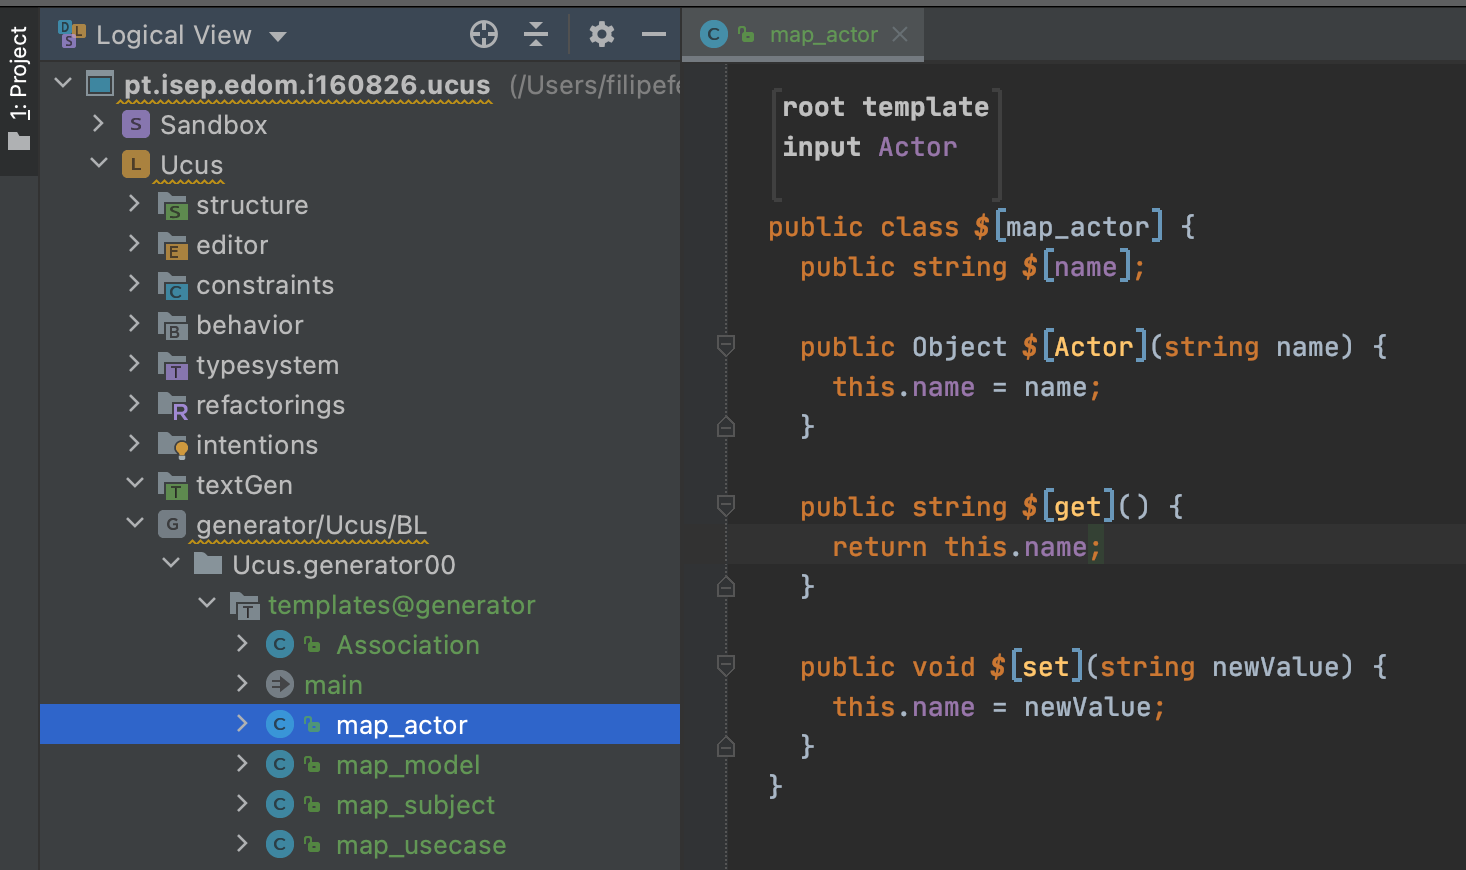 1: Project
Logical View
pt.isep.edom.i160826.ucus (/Users/filipefe
S Sandbox
L Ucus
S structure
E editor
C constraints
B behavior
T typesystem
R refactorings
intentions
T textGen
G generator/Ucus/BL
Ucus.generator00
T templates@generator
C Association
main
C map_actor
C map_model
C map_subject
C map_usecase
C map_actor
root template
input Actor
public class $[map_actor] {
public string $[name];
public Object $[Actor](string name) {
this.name = name;
}
public string $[get]() {
return this.name;
}
public void $[set](string newValue) {
this.name = newValue;
}
}